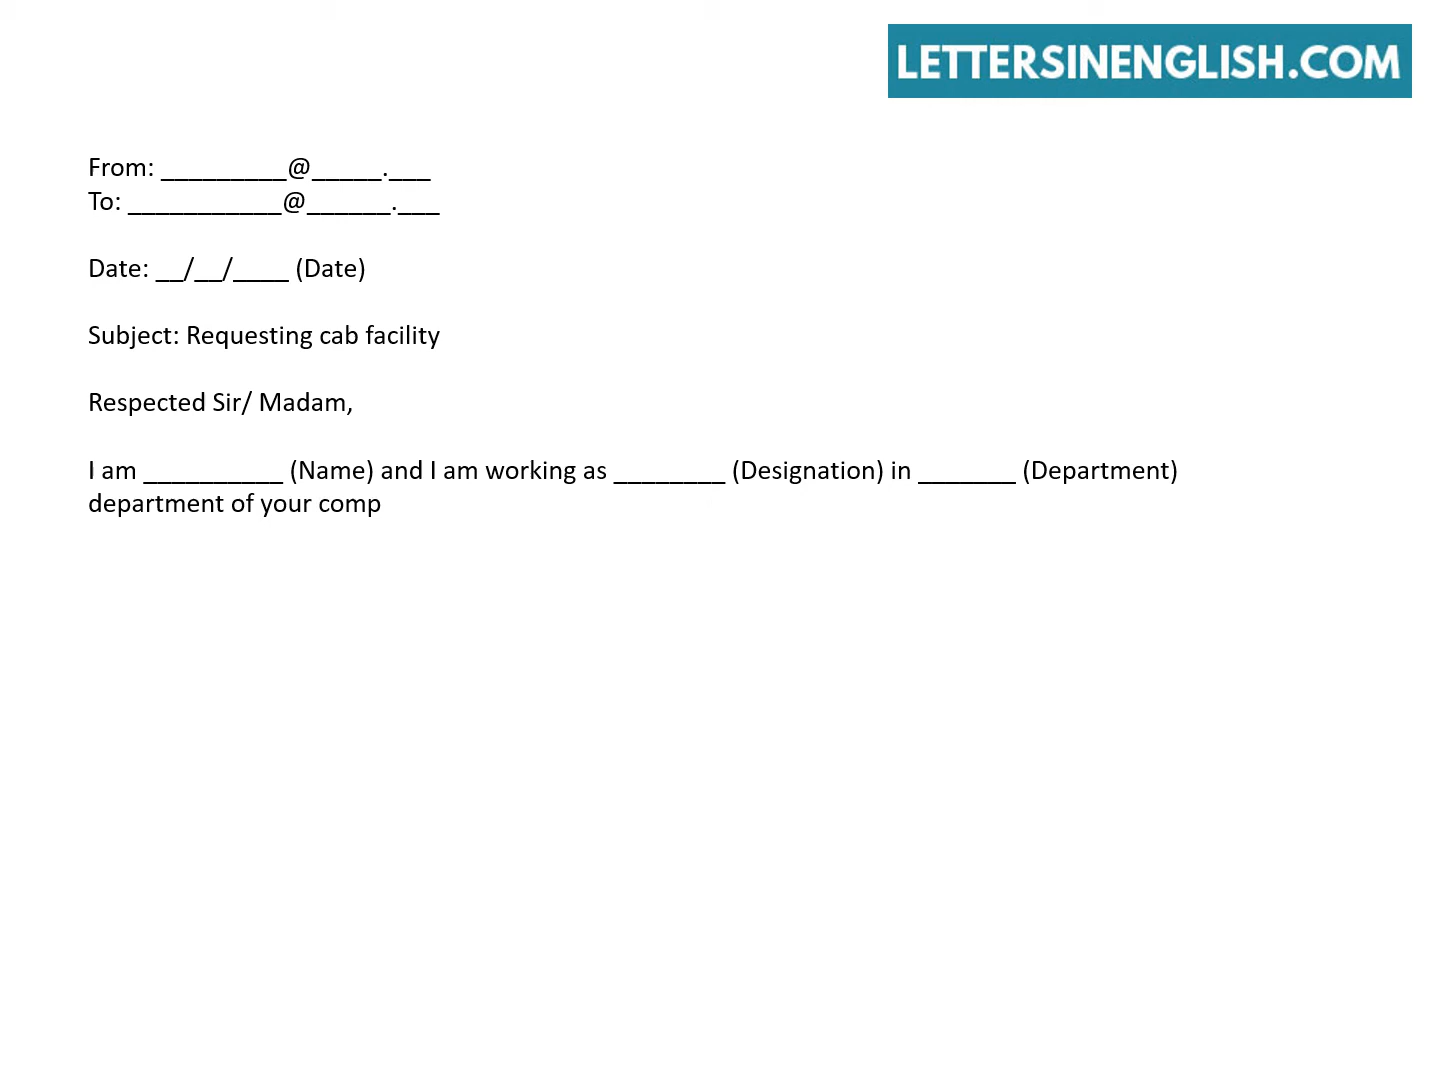 LETTERSINENGLISH.COM
From: _________@_____.___
To: ___________@______.___
Date: __/__/____ (Date)
Subject: Requesting cab facility
Respected Sir/ Madam,
I am __________ (Name) and I am working as ________ (Designation) in _______ (Department)
department of your comp